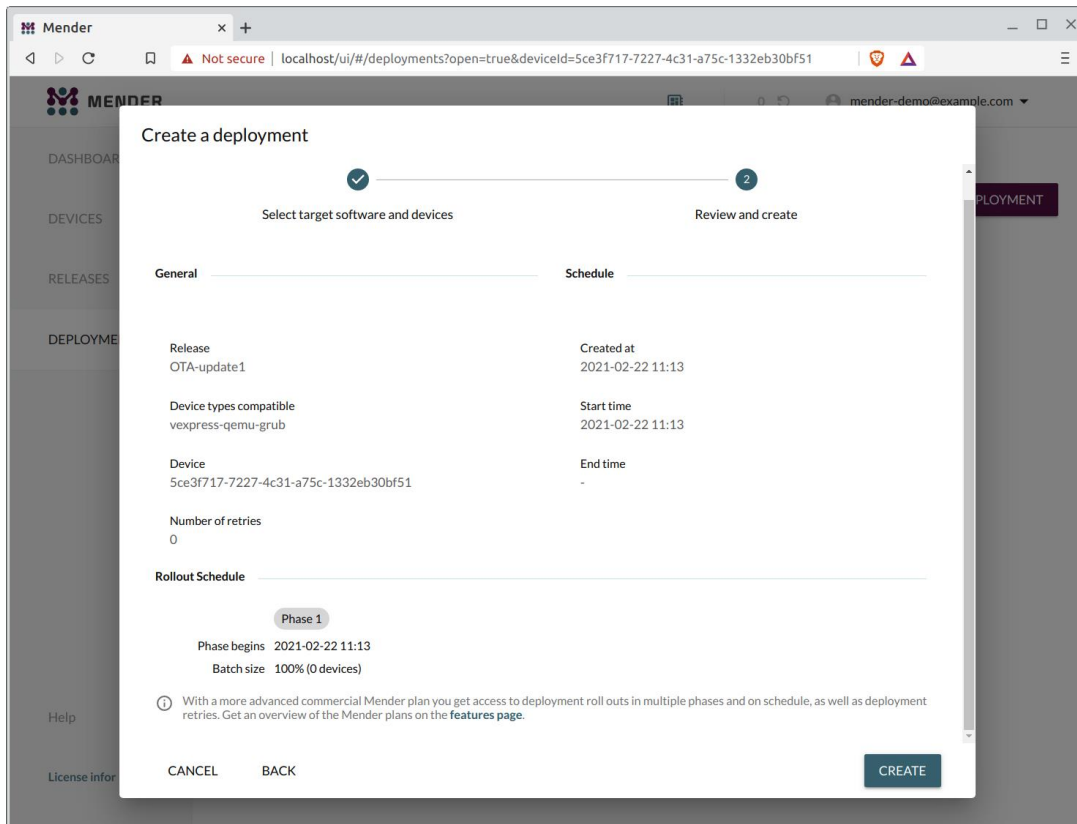 Mender
Not secure | localhost/ui/#/deployments?open=true&deviceId=5ce3f717-7227-4c31-a75c-1332eb30bf51
MENDER
0
mender-demo@example.com
DASHBOAR
DEVICES
RELEASES
DEPLOYME
PLOYMENT
Create a deployment
2
Select target software and devices
Review and create
General
Release
OTA-update1
Device types compatible
vexpress-qemu-grub
Device
5ce3f717-7227-4c31-a75c-1332eb30bf51
Number of retries
0
Schedule
Created at
2021-02-22 11:13
Start time
2021-02-22 11:13
End time
-
Rollout Schedule
Phase 1
Phase begins 2021-02-22 11:13
Batch size 100% (0 devices)
With a more advanced commercial Mender plan you get access to deployment roll outs in multiple phases and on schedule, as well as deployment
retries. Get an overview of the Mender plans on the features page.
CANCEL
BACK
CREATE
Help
License infor